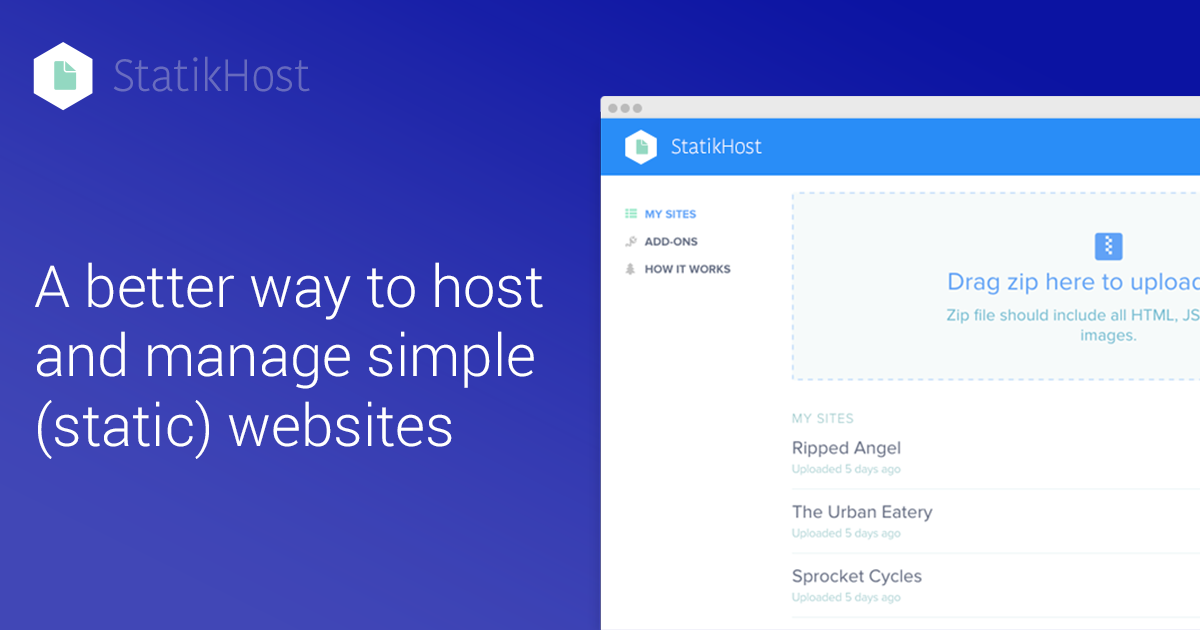 StatikHost
A better way to host
and manage simple
(static) websites
StatikHost
MY SITES
ADD-ONS
HOW IT WORKS
Drag zip here to
Zip file should include all HTML, JS
images.
MY SITES
Ripped Angel
Uploaded 5 days ago
The Urban Eatery
Uploaded 5 days ago
Sprocket Cycles
Uploaded 5 days ago